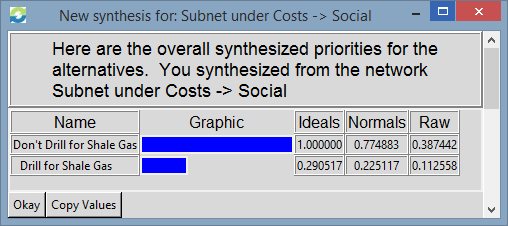 New synthesis for: Subnet under Costs -> Social
Here are the overall synthesized priorities for the
alternatives. You synthesized from the network
Subnet under Costs -> Social
Name Graphic Ideals Normals Raw
Don't Drill for Shale Gas 1.000000 0.774883 0.387442
Drill for Shale Gas 0.290517 0.225117 0.112558
Okay Copy Values